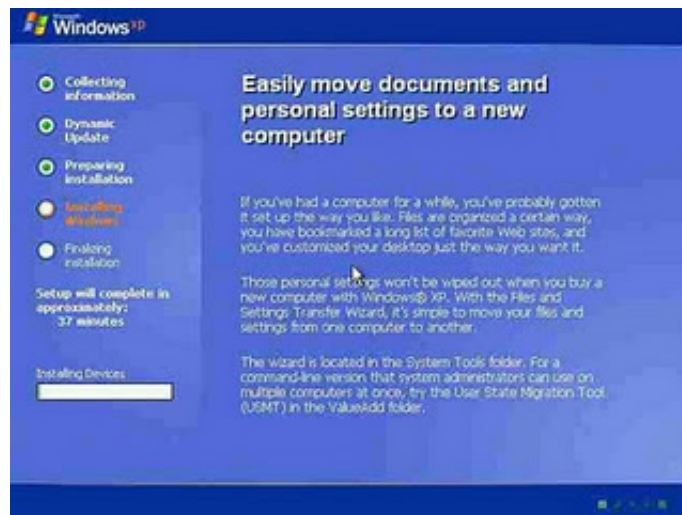 Microsoft
Windows xp
Collecting
information
Dynamic
Update
Preparing
installation
Installing
Windows
Finalizing
installation
Setup will complete in
approximately:
37 minutes
Installing Devices
Easily move documents and
personal settings to a new
computer
If you've had a computer for a while, you've probably gotten
it set up the way you like. Files are organized a certain way,
you have bookmarked a long list of favorite Web sites, and
you've customized your desktop just the way you want it.
Those personal settings won't be wiped out when you buy a
new computer with Windows® XP. With the Files and
Settings Transfer Wizard, it's simple to move your files and
settings from one computer to another.
The wizard is located in the System Tools folder. For a
command-line version that system administrators can use on
multiple computers at once, try the User State Migration Tool
(USMT) in the ValueAdd folder.